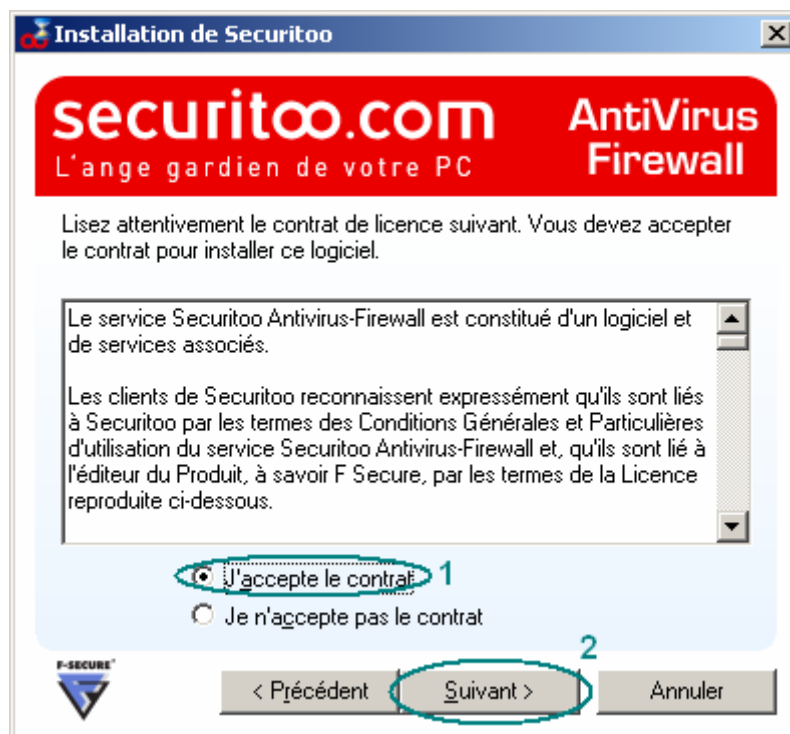 Installation de Securitoo
securitoo.com
AntiVirus
Firewall
L'ange gardien de votre PC
Lisez attentivement le contrat de licence suivant. Vous devez accepter
le contrat pour installer ce logiciel.
Le service Securitoo Antivirus-Firewall est constitué d'un logiciel et
de services associés.
Les clients de Securitoo reconnaissent expressément qu'ils sont liés
à Securitoo par les termes des Conditions Générales et Particulières
d'utilisation du service Securitoo Antivirus-Firewall et, qu'ils sont lié à
l'éditeur du Produit, à savoir F Secure, par les termes de la Licence
reproduite ci-dessous.
J'accepte le contrat 1
Je n'accepte pas le contrat
2
F-SECURE
< Précédent Suivant > Annuler